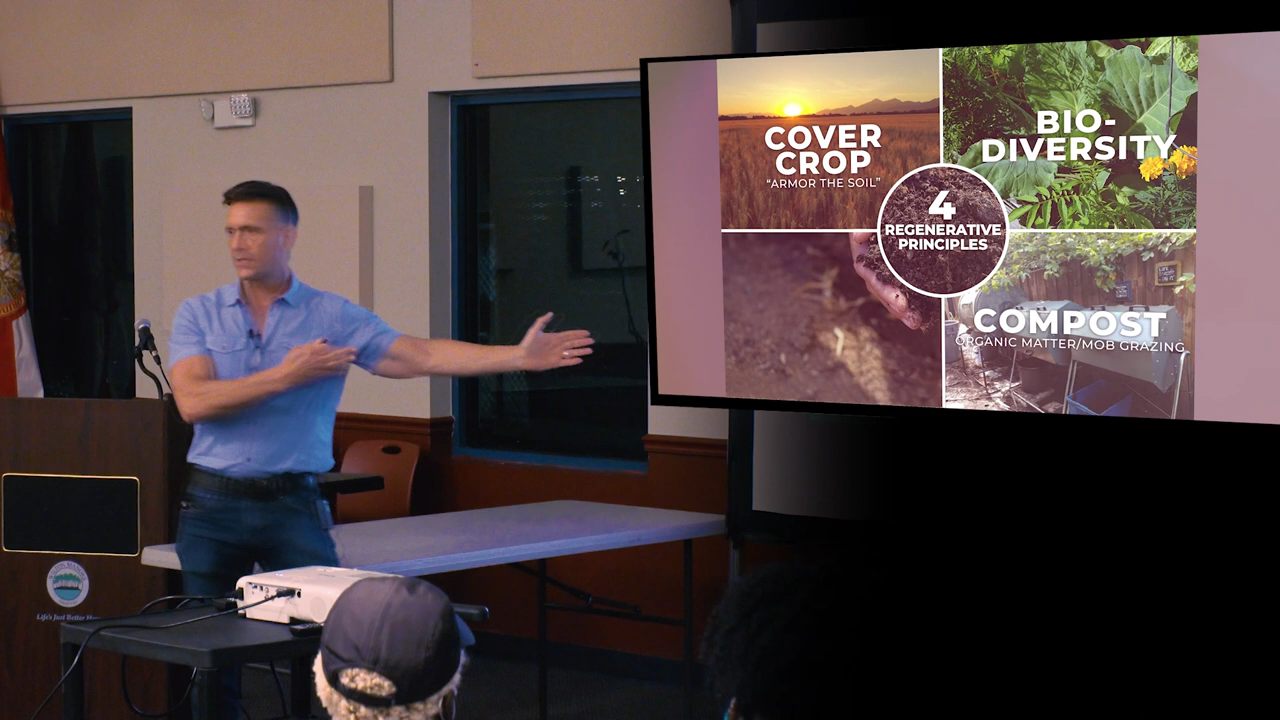 COVER
CROP
“ARMOR THE SOIL”
BIO-
DIVERSITY
4
REGENERATIVE
PRINCIPLES
COMPOST
ORGANIC MATTER/MOB GRAZING
Life's Just Better